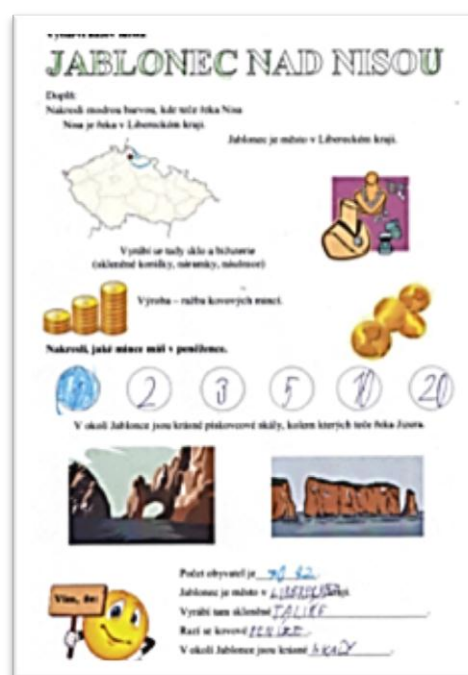 JABLONEC NAD NISOU
Doplň:
Nakresli modrou barvou, kde teče řeka Nisa
Nisa je řeka v Libereckém kraji.
Jablonec je město v Libereckém kraji.
Vyrábí se tady sklo a bižuterie
(skleněné korálky, náramky, náušnice)
Výroba – ražba kovových mincí.
Nakresli, jaké mince máš v peněžence.
2 3 5 10 20
V okolí Jablonce jsou krásné pískovcové skály, kolem kterých teče řeka Jizera.
Vím, že:
Počet obyvatel je
Jablonec je město v LIBERECKÉM kraji.
Vyrábí tam skleněné TALÍŘE
Razí se kovové PENÍZE.
V okolí Jablonce jsou krásné SKÁLY